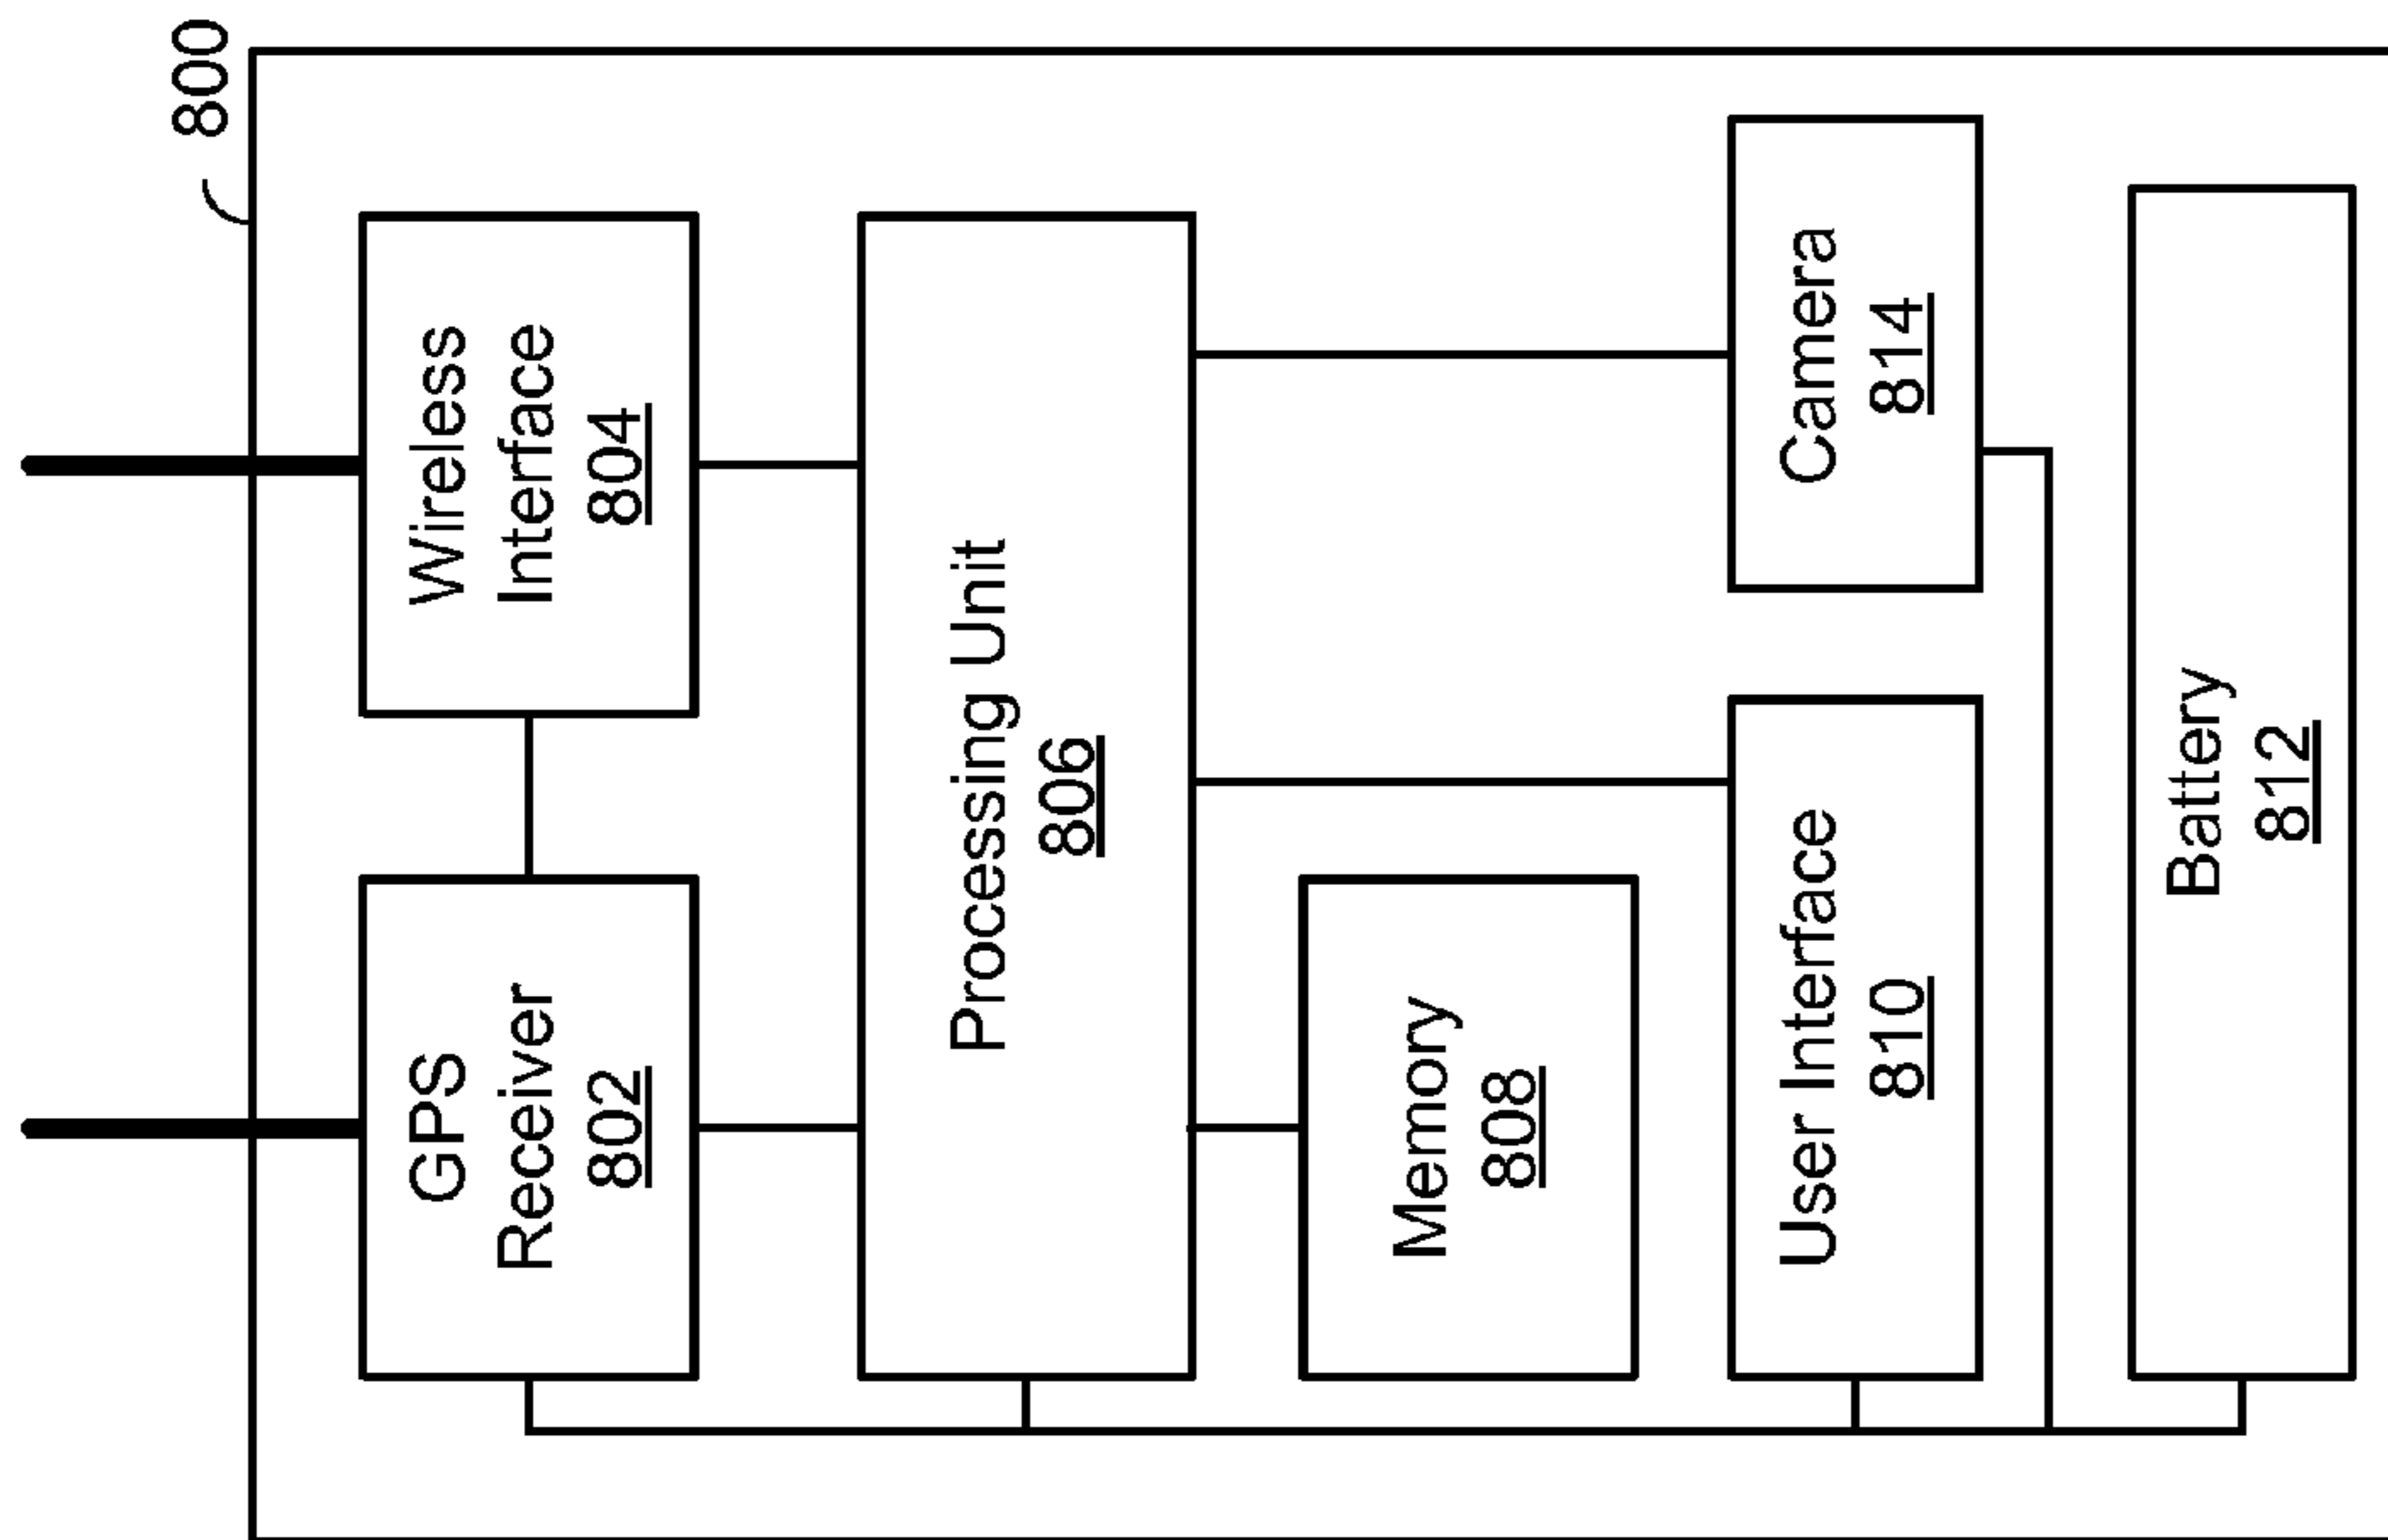 800
GPS
Receiver
802
Wireless
Interface
804
Processing Unit
806
Memory
808
User Interface
810
Camera
814
Battery
812